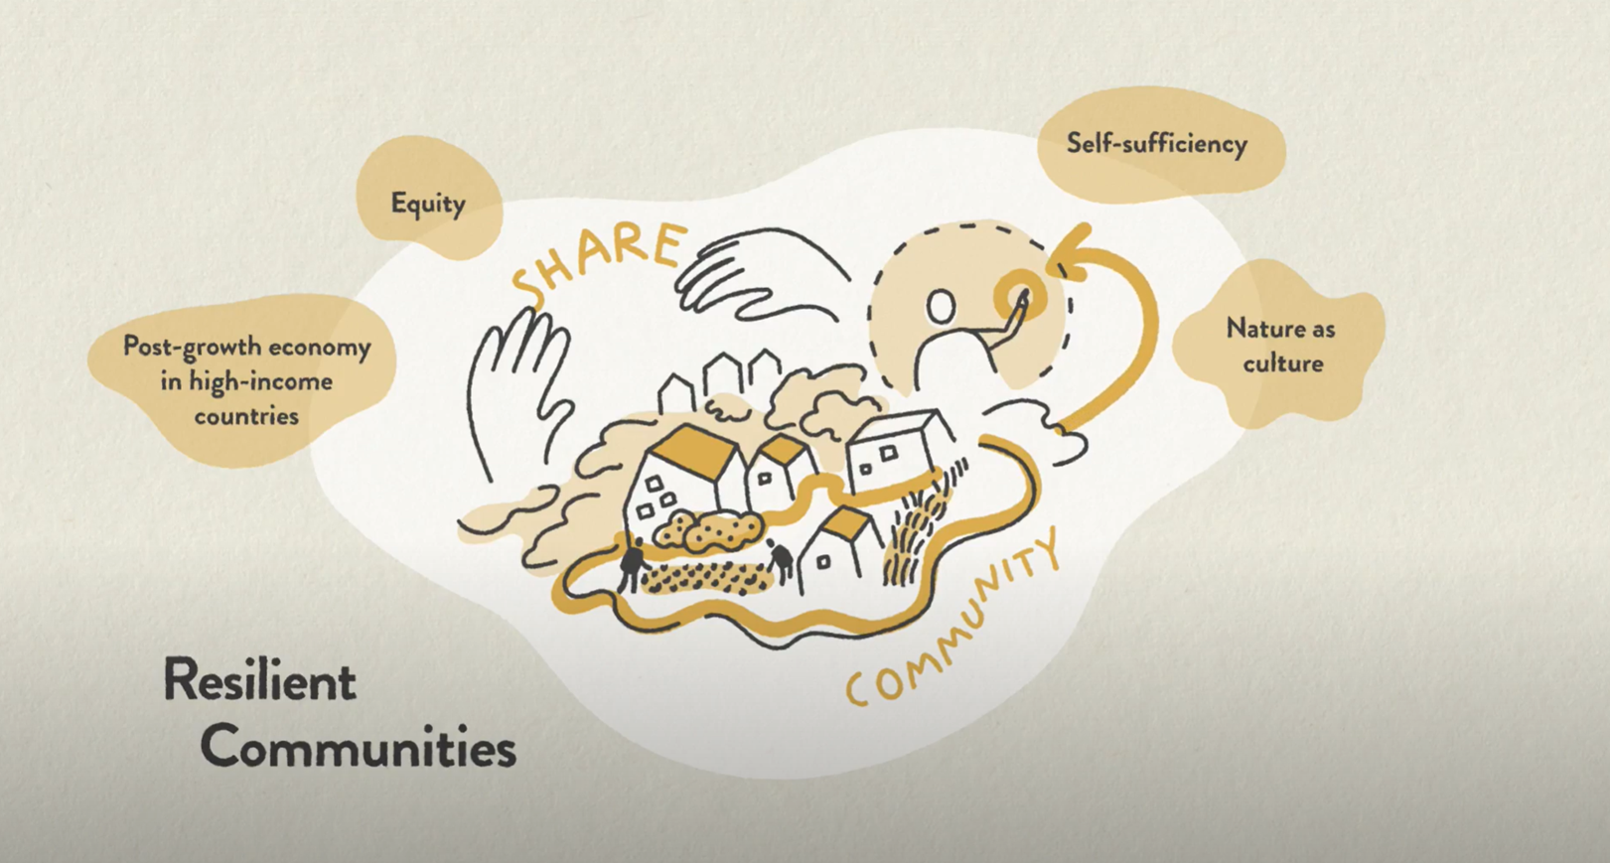 Self-sufficiency
Equity
SHARE
Post-growth economy
in high-income
countries
Nature as
culture
COMMUNITY
Resilient
Communities